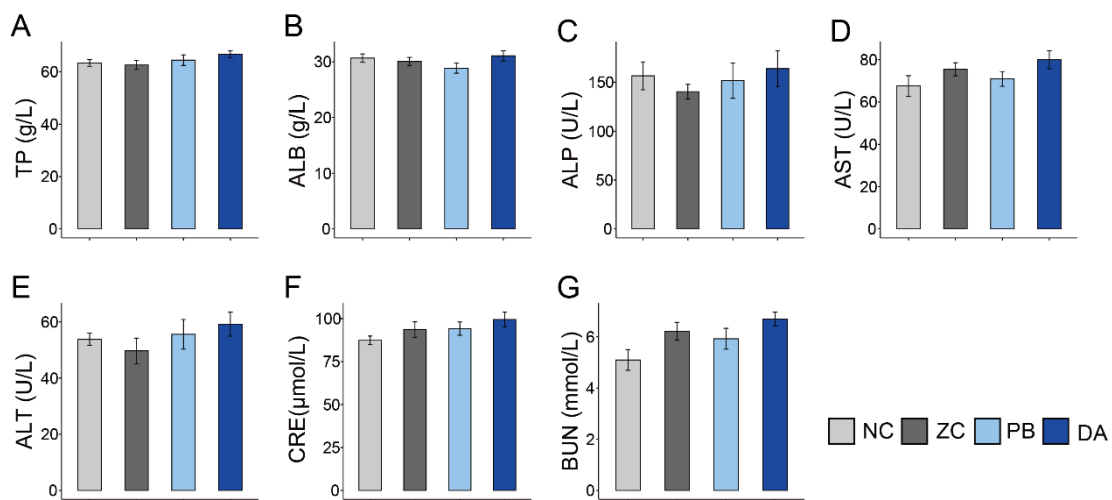 A
TP (g/L)
60
40
20
0
B
ALB (g/L)
30
20
10
0
C
ALP (U/L)
150
100
50
0
D
AST (U/L)
80
60
40
20
0
E
ALT (U/L)
60
40
20
0
F
CRE(μmol/L)
100
75
50
25
0
G
BUN (mmol/L)
6
4
2
0
NC ZC PB DA